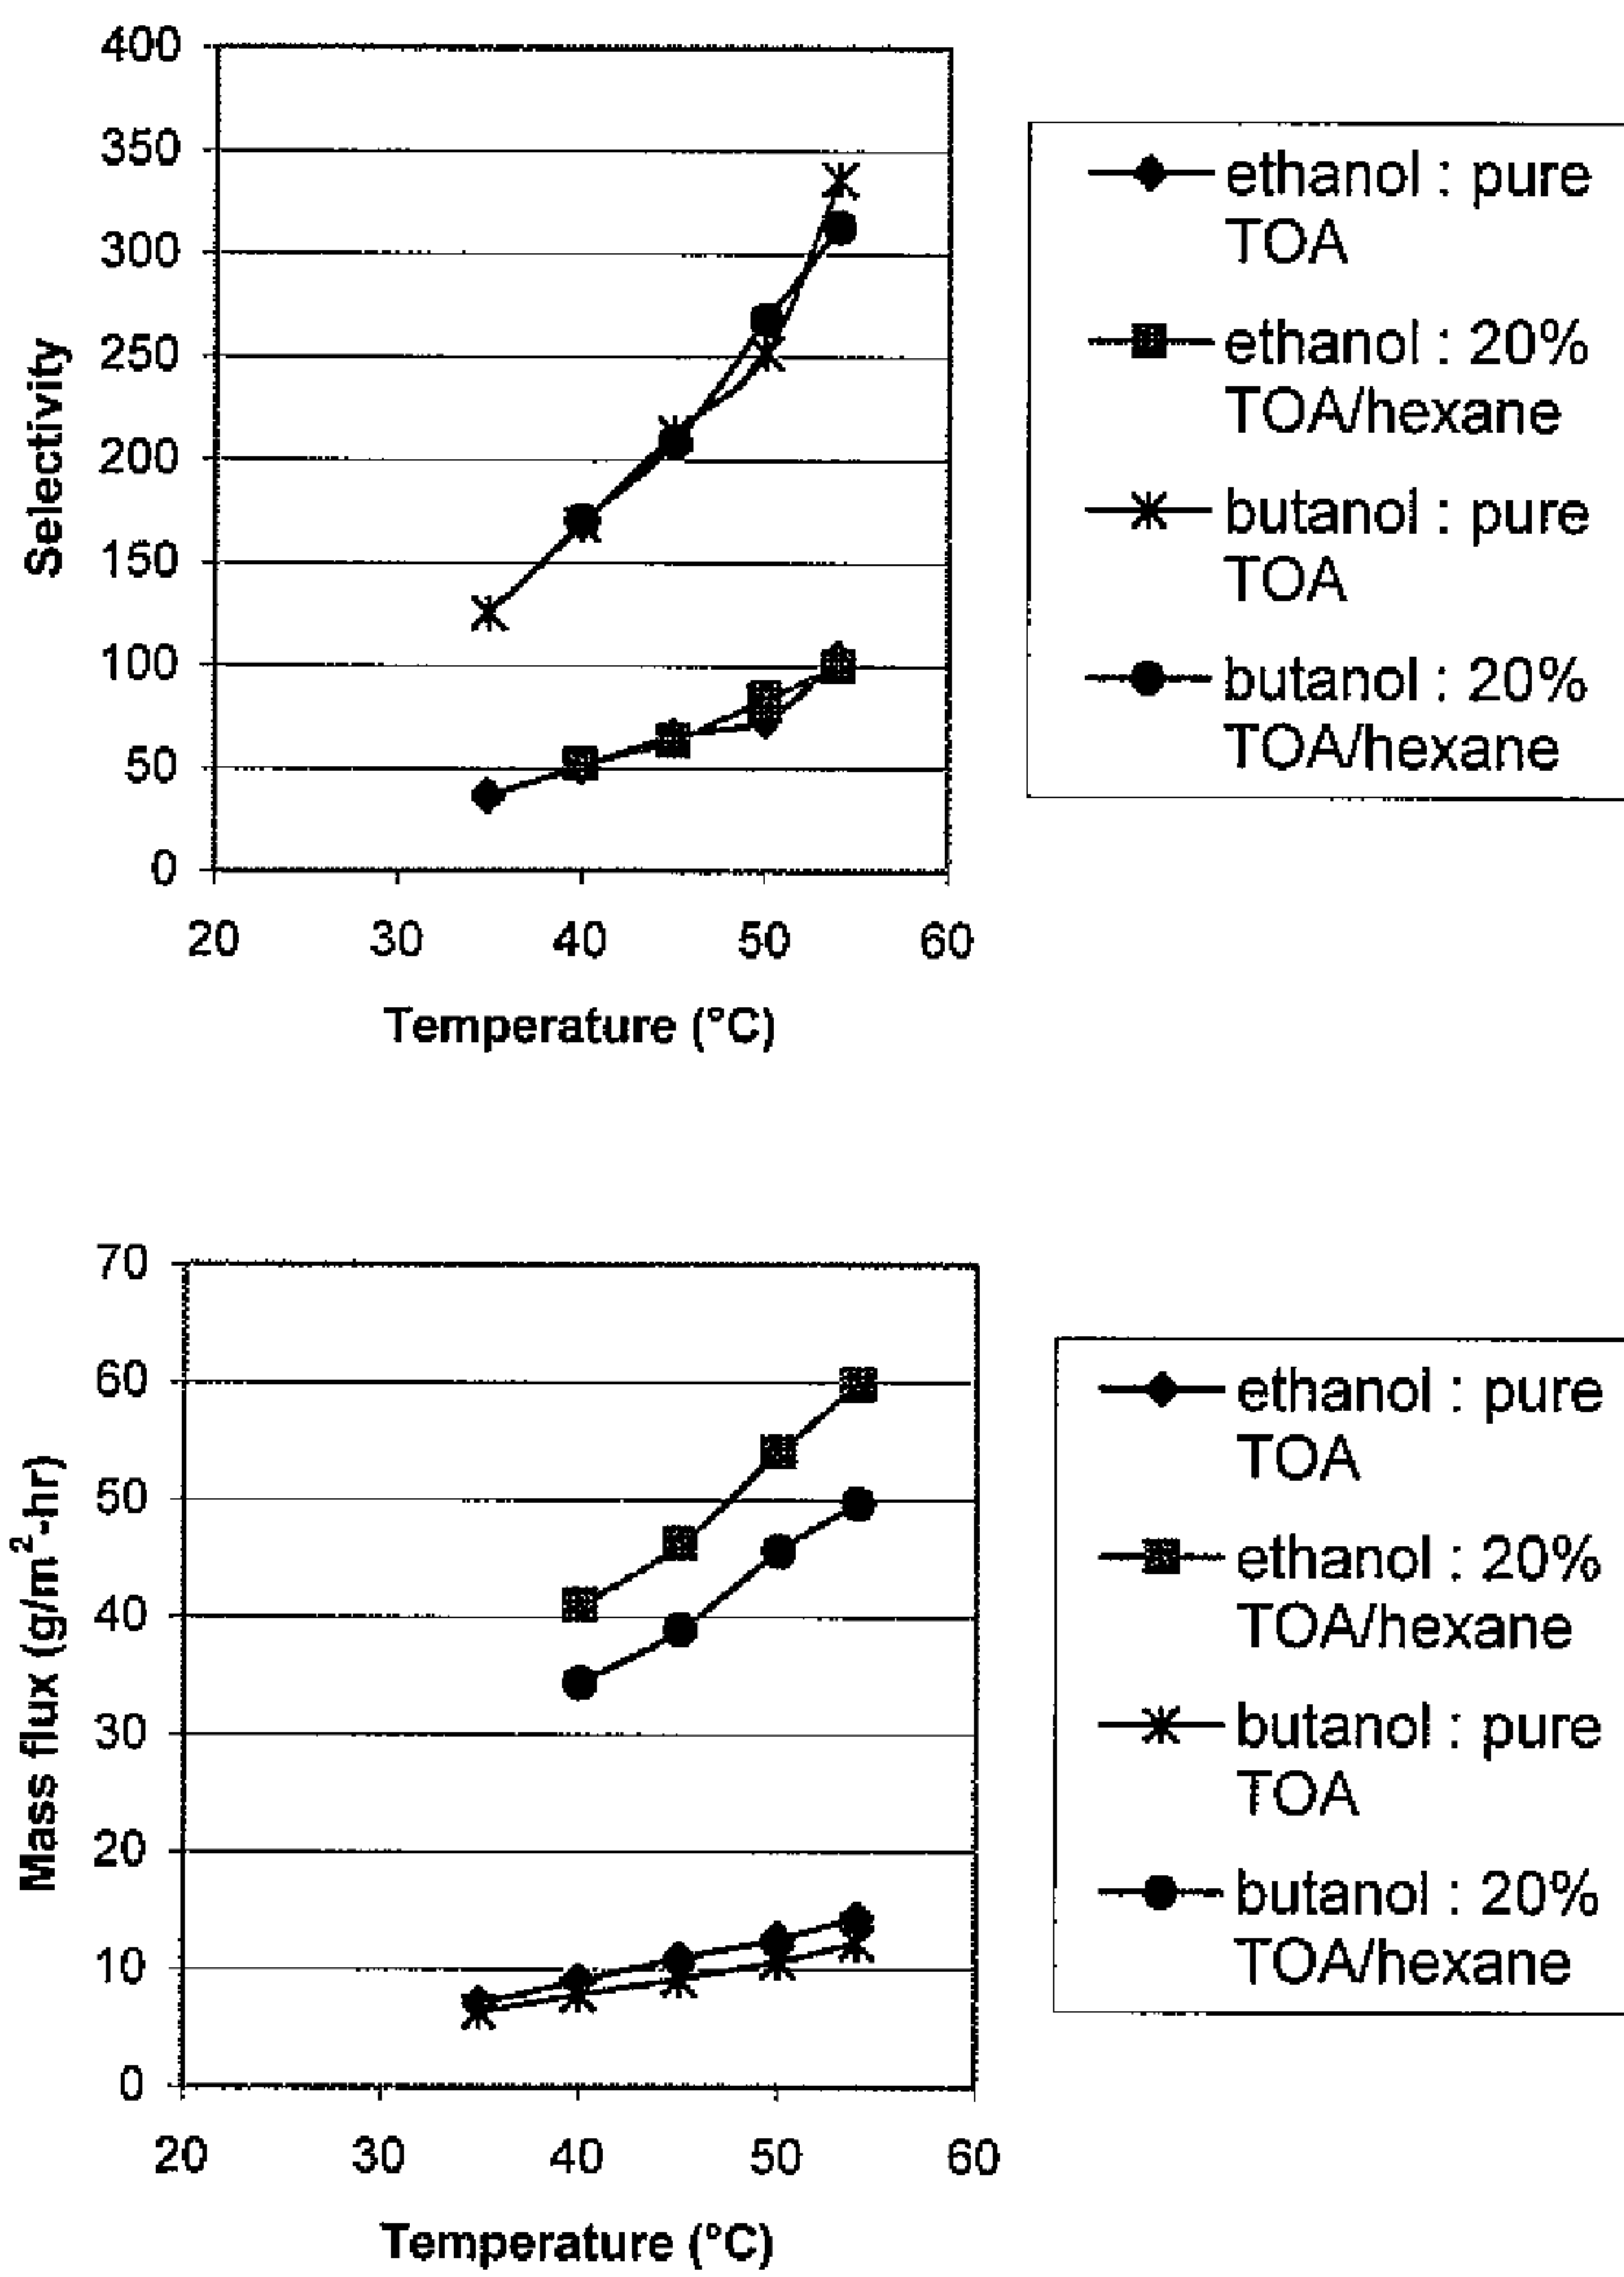 400
350
300
250
200
150
100
50
0
Selectivity
20 30 40 50 60
Temperature (°C)
ethanol : pure
TOA
ethanol : 20%
TOA/hexane
butanol : pure
TOA
butanol : 20%
TOA/hexane
70
60
50
40
30
20
10
0
Mass flux (g/m²-hr)
20 30 40 50 60
Temperature (°C)
ethanol : pure
TOA
ethanol : 20%
TOA/hexane
butanol : pure
TOA
butanol : 20%
TOA/hexane